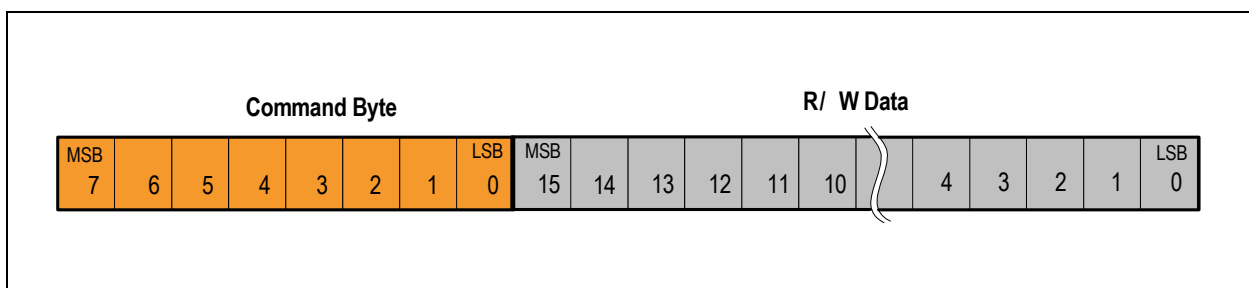 Command Byte R/ W Data
MSB LSB MSB LSB
7 6 5 4 3 2 1 0 15 14 13 12 11 10 4 3 2 1 0